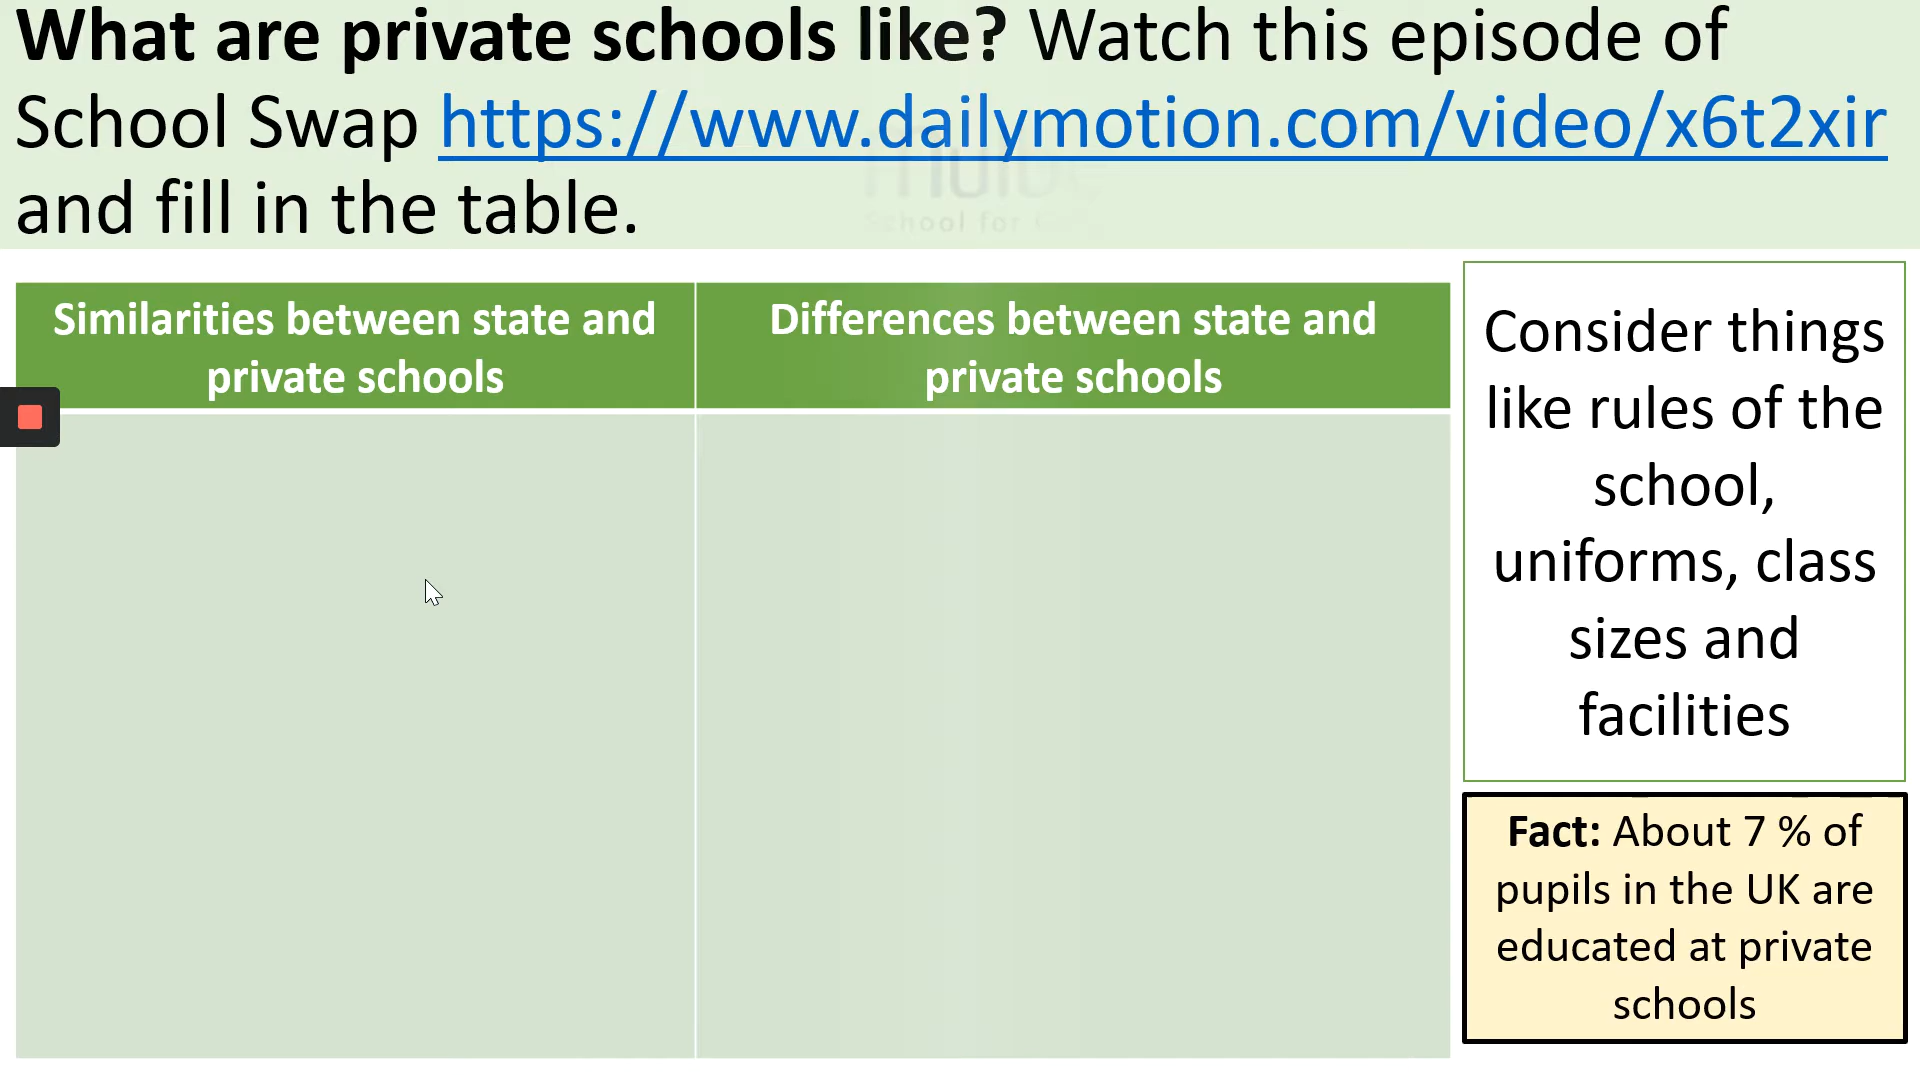 What are private schools like? Watch this episode of
School Swap https://www.dailymotion.com/video/x6t2xir
and fill in the table.
School for
Similarities between state and
private schools
Differences between state and
private schools
Consider things
like rules of the
school,
uniforms, class
sizes and
facilities
Fact: About 7 % of
pupils in the UK are
educated at private
schools